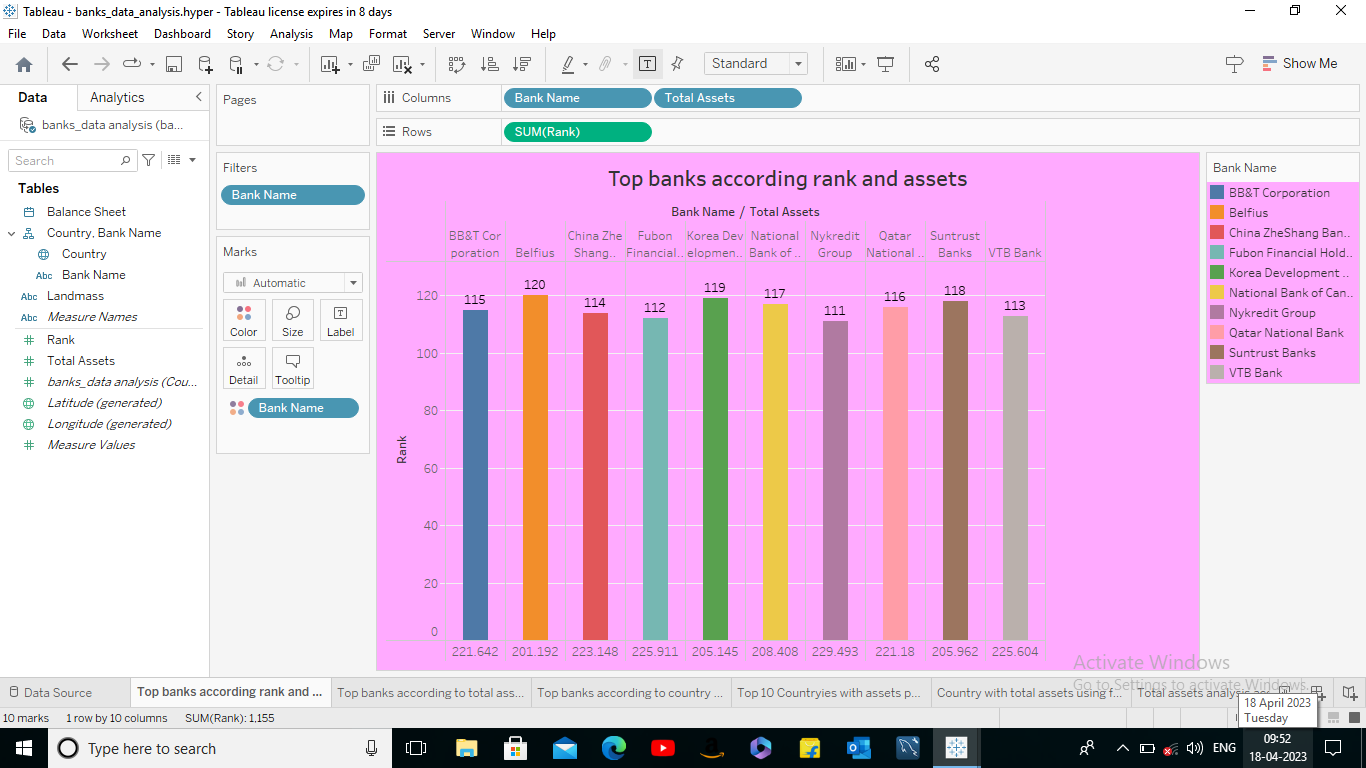 Tableau - banks_data_analysis.hyper - Tableau license expires in 8 days
File Data Worksheet Dashboard Story Analysis Map Format Server Window Help
Standard
Show Me
Data Analytics
banks_data analysis (ba...
Search
Tables
Balance Sheet
Country, Bank Name
Country
Abc Bank Name
Abc Landmass
Abc Measure Names
Rank
Total Assets
banks_data analysis (Cou...
Latitude (generated)
Longitude (generated)
Measure Values
Pages
Filters
Bank Name
Marks
Automatic
Color Size Label
Detail Tooltip
Bank Name
Columns Bank Name Total Assets
Rows SUM(Rank)
Top banks according rank and assets
Bank Name / Total Assets
BB&T Cor China Zhe Fubon Korea Dev National Nykredit Qatar Suntrust
poration Belfius Shang.. Financial.. elopmen.. Bank of .. Group National .. Banks VTB Bank
115 120 114 112 119 117 111 116 118 113
120
100
80
60
40
20
0
Rank
221.642 201.192 223.148 225.911 205.145 208.408 229.493 221.18 205.962 225.604
Bank Name
BB&T Corporation
Belfius
China ZheShang Ban..
Fubon Financial Hold..
Korea Development ..
National Bank of Can..
Nykredit Group
Qatar National Bank
Suntrust Banks
VTB Bank
Activate Windows
Go to Settings to activate Windows.
Data Source Top banks according rank and ... Top banks according to total ass... Top banks according to country ... Top 10 Countryies with assets p... Country with total assets using f... Total assets analysis
10 marks 1 row by 10 columns SUM(Rank): 1,155
18 April 2023
Tuesday
Type here to search
ENG
09:52
18-04-2023